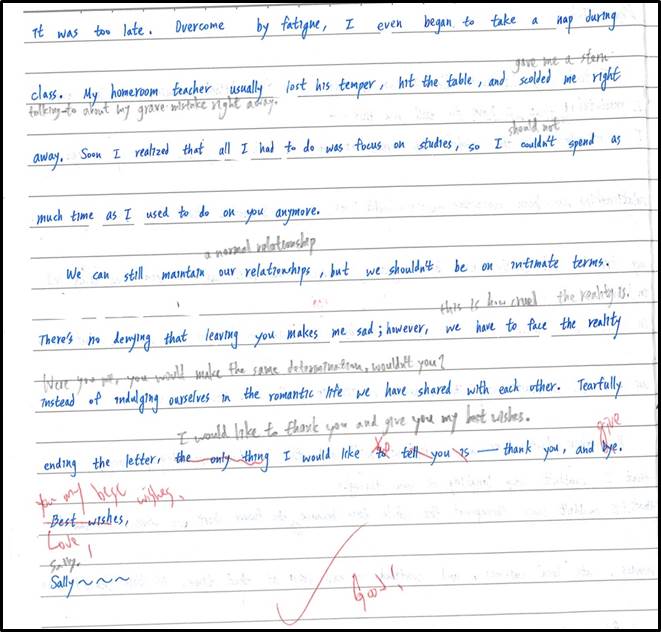 It was too late. Overcome by fatigue, I even began to take a nap during
gave me a stern
class. My homeroom teacher usually lost his temper, hit the table, and scolded me right
talking-to about my grave mistake right away.
should not
away. Soon I realized that all I had to do was focus on studies, so I couldn't spend as
much time as I used to do on you anymore.
a normal relationship
We can still maintain our relationships, but we shouldn't be on intimate terms.
this is how cruel the reality is.
There's no denying that leaving you makes me sad; however, we have to face the reality
Were you me, you would make the same determination, wouldn't you?
instead of indulging ourselves in the romantic life we have shared with each other. Tearfully
I would like to thank you and give you my best wishes.
give
ending the letter, the only thing I would like to tell you is — thank you, and bye.
you my best wishes,
Best wishes,
Love,
Sally.
Sally~~~
Good!